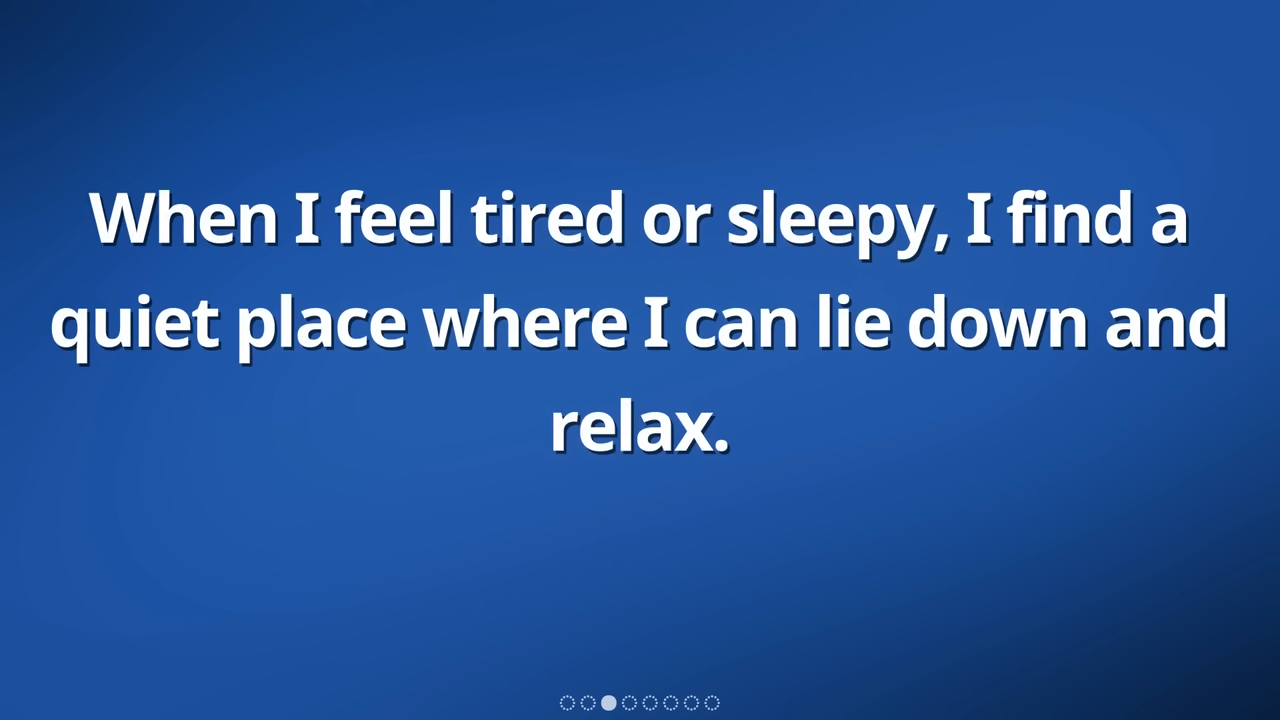 When I feel tired or sleepy, I find a
quiet place where I can lie down and
relax.